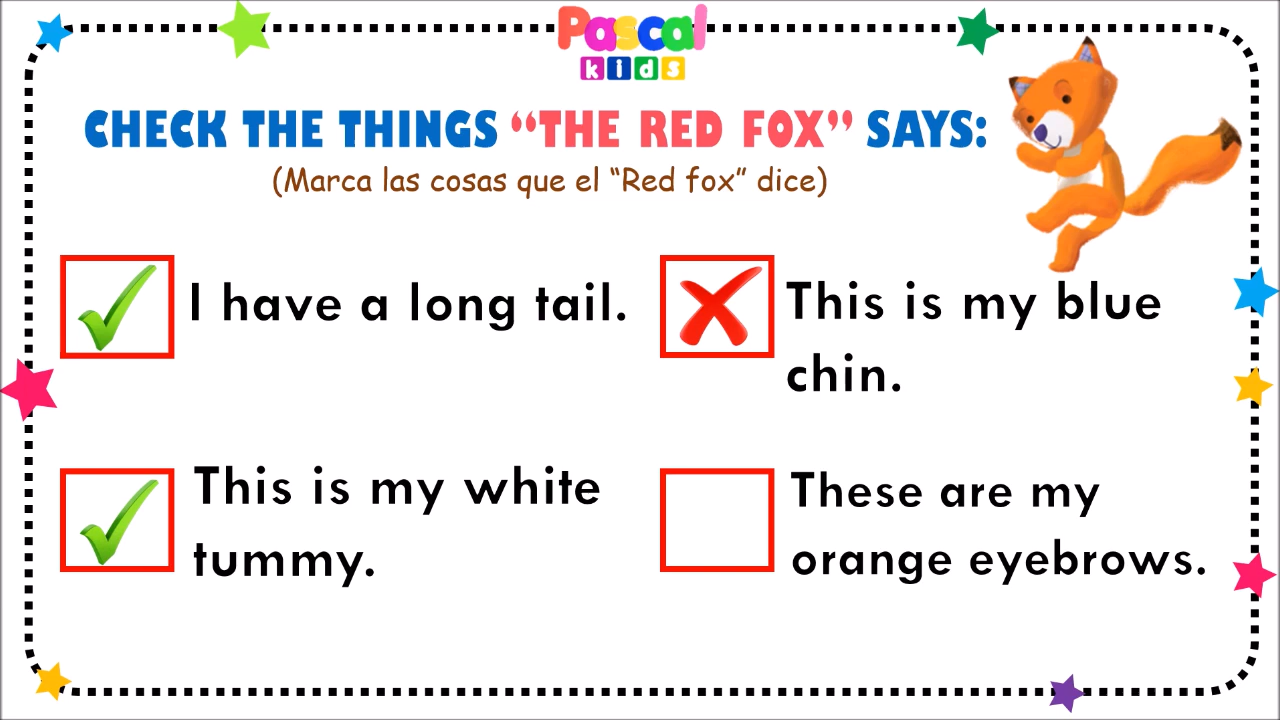 Pascal
kids
CHECK THE THINGS “THE RED FOX” SAYS:
(Marca las cosas que el “Red fox” dice)
I have a long tail.
This is my blue
chin.
This is my white
tummy.
These are my
orange eyebrows.